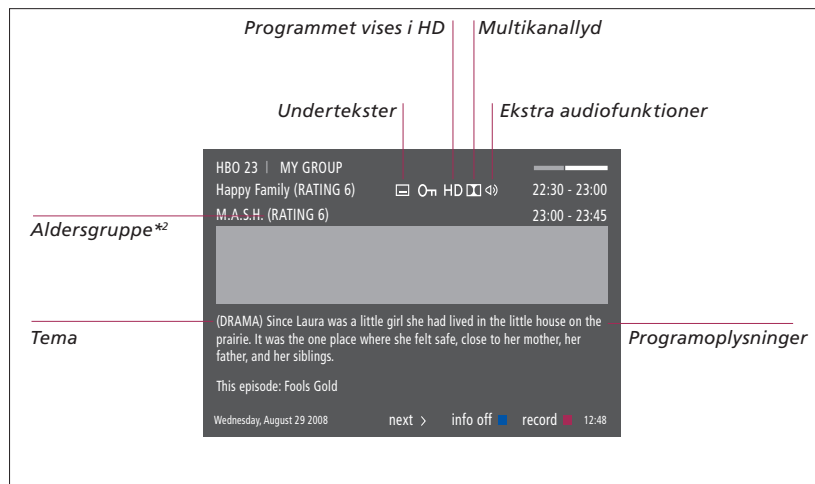 Programmet vises i HD Multikanallyd
Undertekster Ekstra audiofunktioner
HBO 23 | MY GROUP
Happy Family (RATING 6) HD 22:30 - 23:00
M.A.S.H. (RATING 6) 23:00 - 23:45
Aldersgruppe*2
(DRAMA) Since Laura was a little girl she had lived in the little house on the
prairie. It was the one place where she felt safe, close to her mother, her
father, and her siblings.
Tema
Programoplysninger
This episode: Fools Gold
Wednesday, August 29 2008 next > info off record 12:48